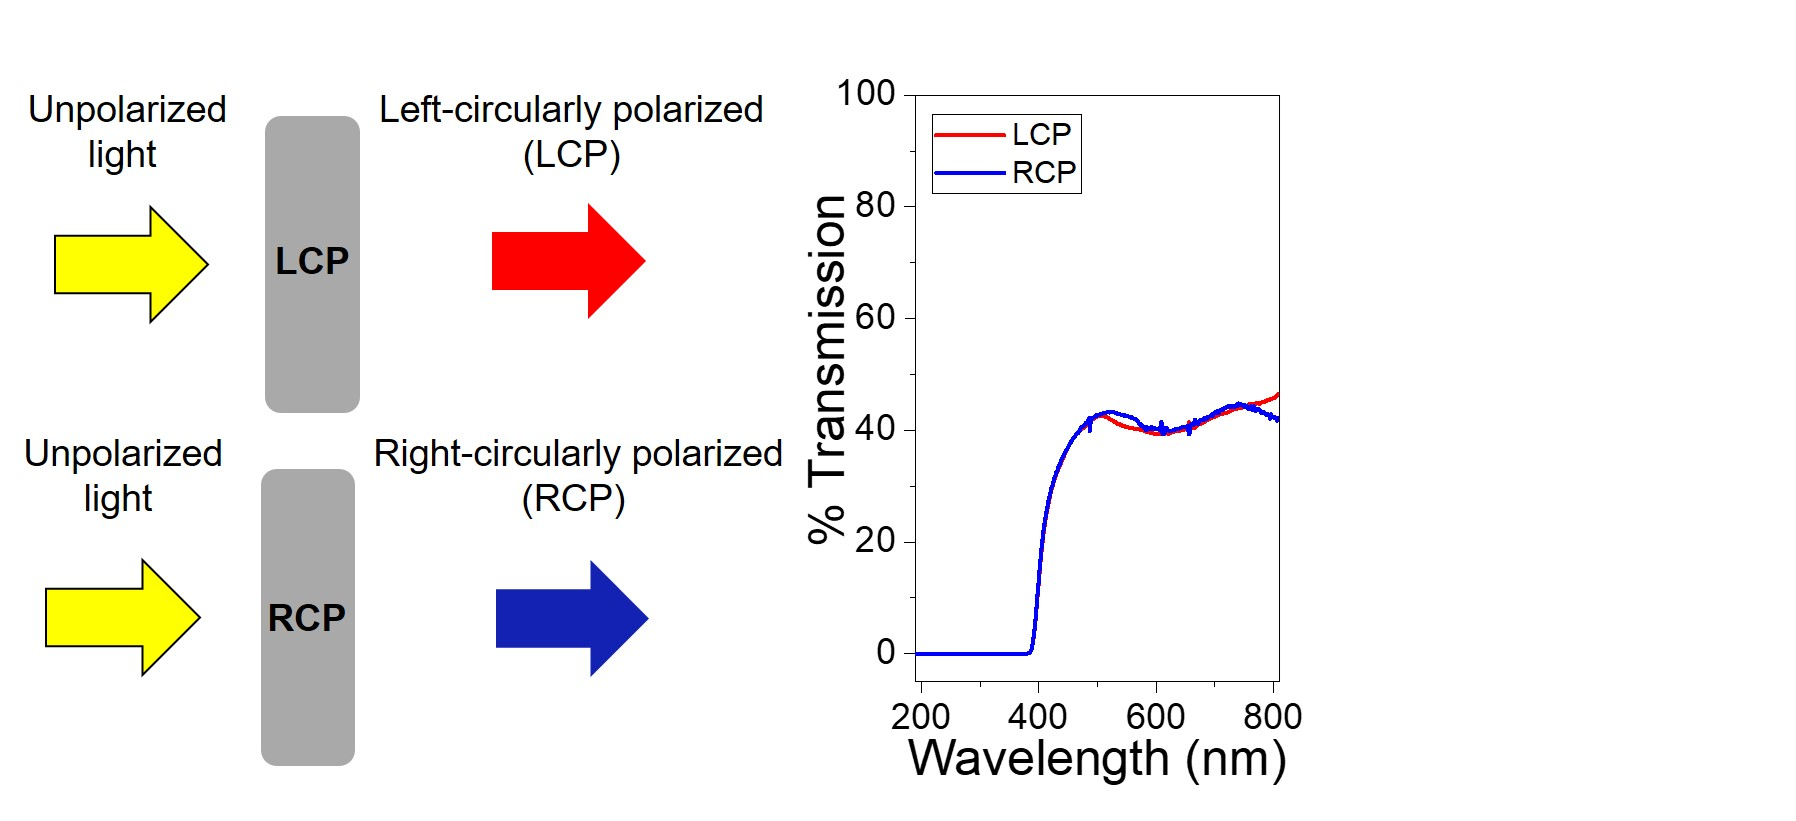 Unpolarized
light
LCP
Left-circularly polarized
(LCP)
Unpolarized
light
RCP
Right-circularly polarized
(RCP)
% Transmission
100
80
60
40
20
0
LCP
RCP
200 400 600 800
Wavelength (nm)